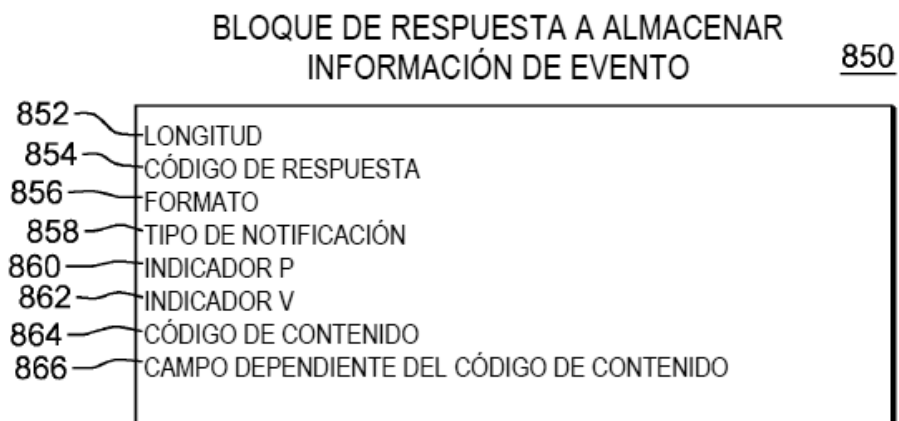 BLOQUE DE RESPUESTA A ALMACENAR
INFORMACIÓN DE EVENTO 850
852 LONGITUD
854 CÓDIGO DE RESPUESTA
856 FORMATO
858 TIPO DE NOTIFICACIÓN
860 INDICADOR P
862 INDICADOR V
864 CÓDIGO DE CONTENIDO
866 CAMPO DEPENDIENTE DEL CÓDIGO DE CONTENIDO